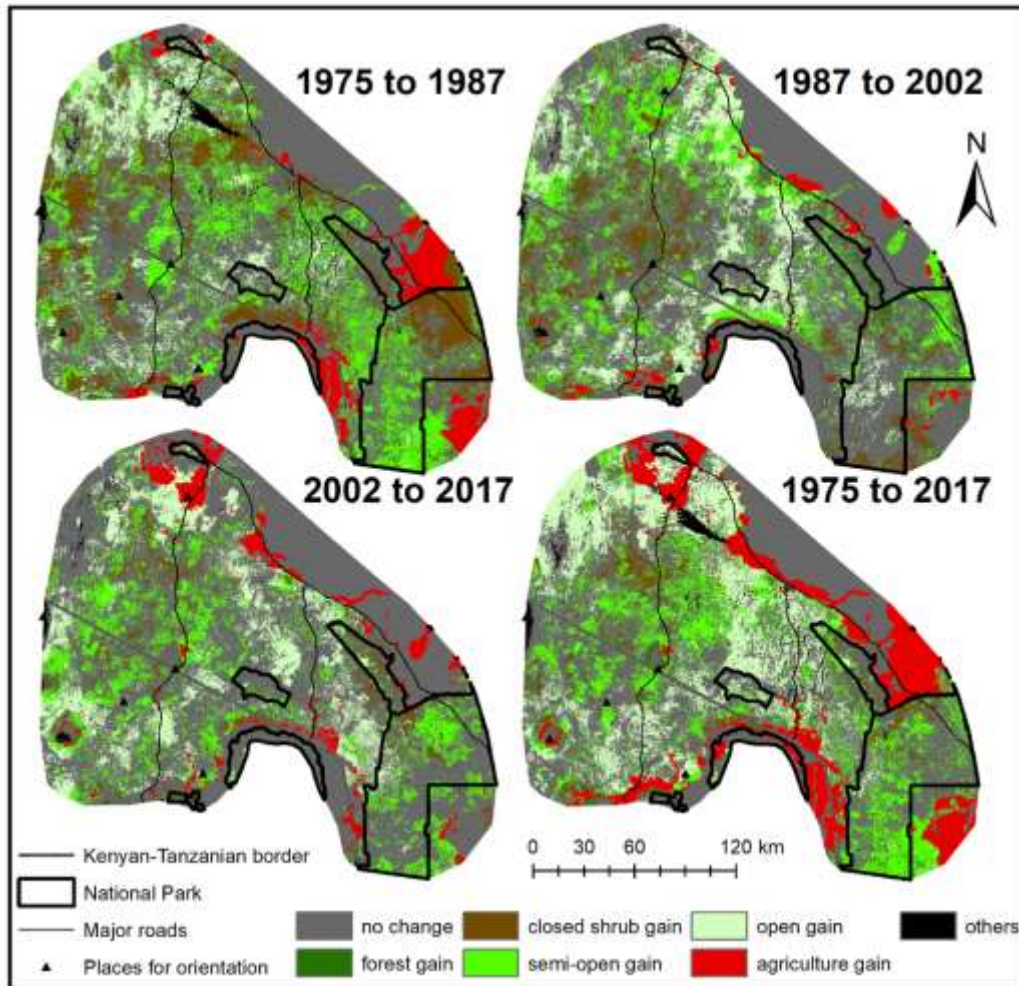 1975 to 1987
1987 to 2002
N
2002 to 2017
1975 to 2017
0 30 60 120 km
Kenyan-Tanzanian border
National Park
Major roads
Places for orientation
no change
closed shrub gain
open gain
others
forest gain
semi-open gain
agriculture gain